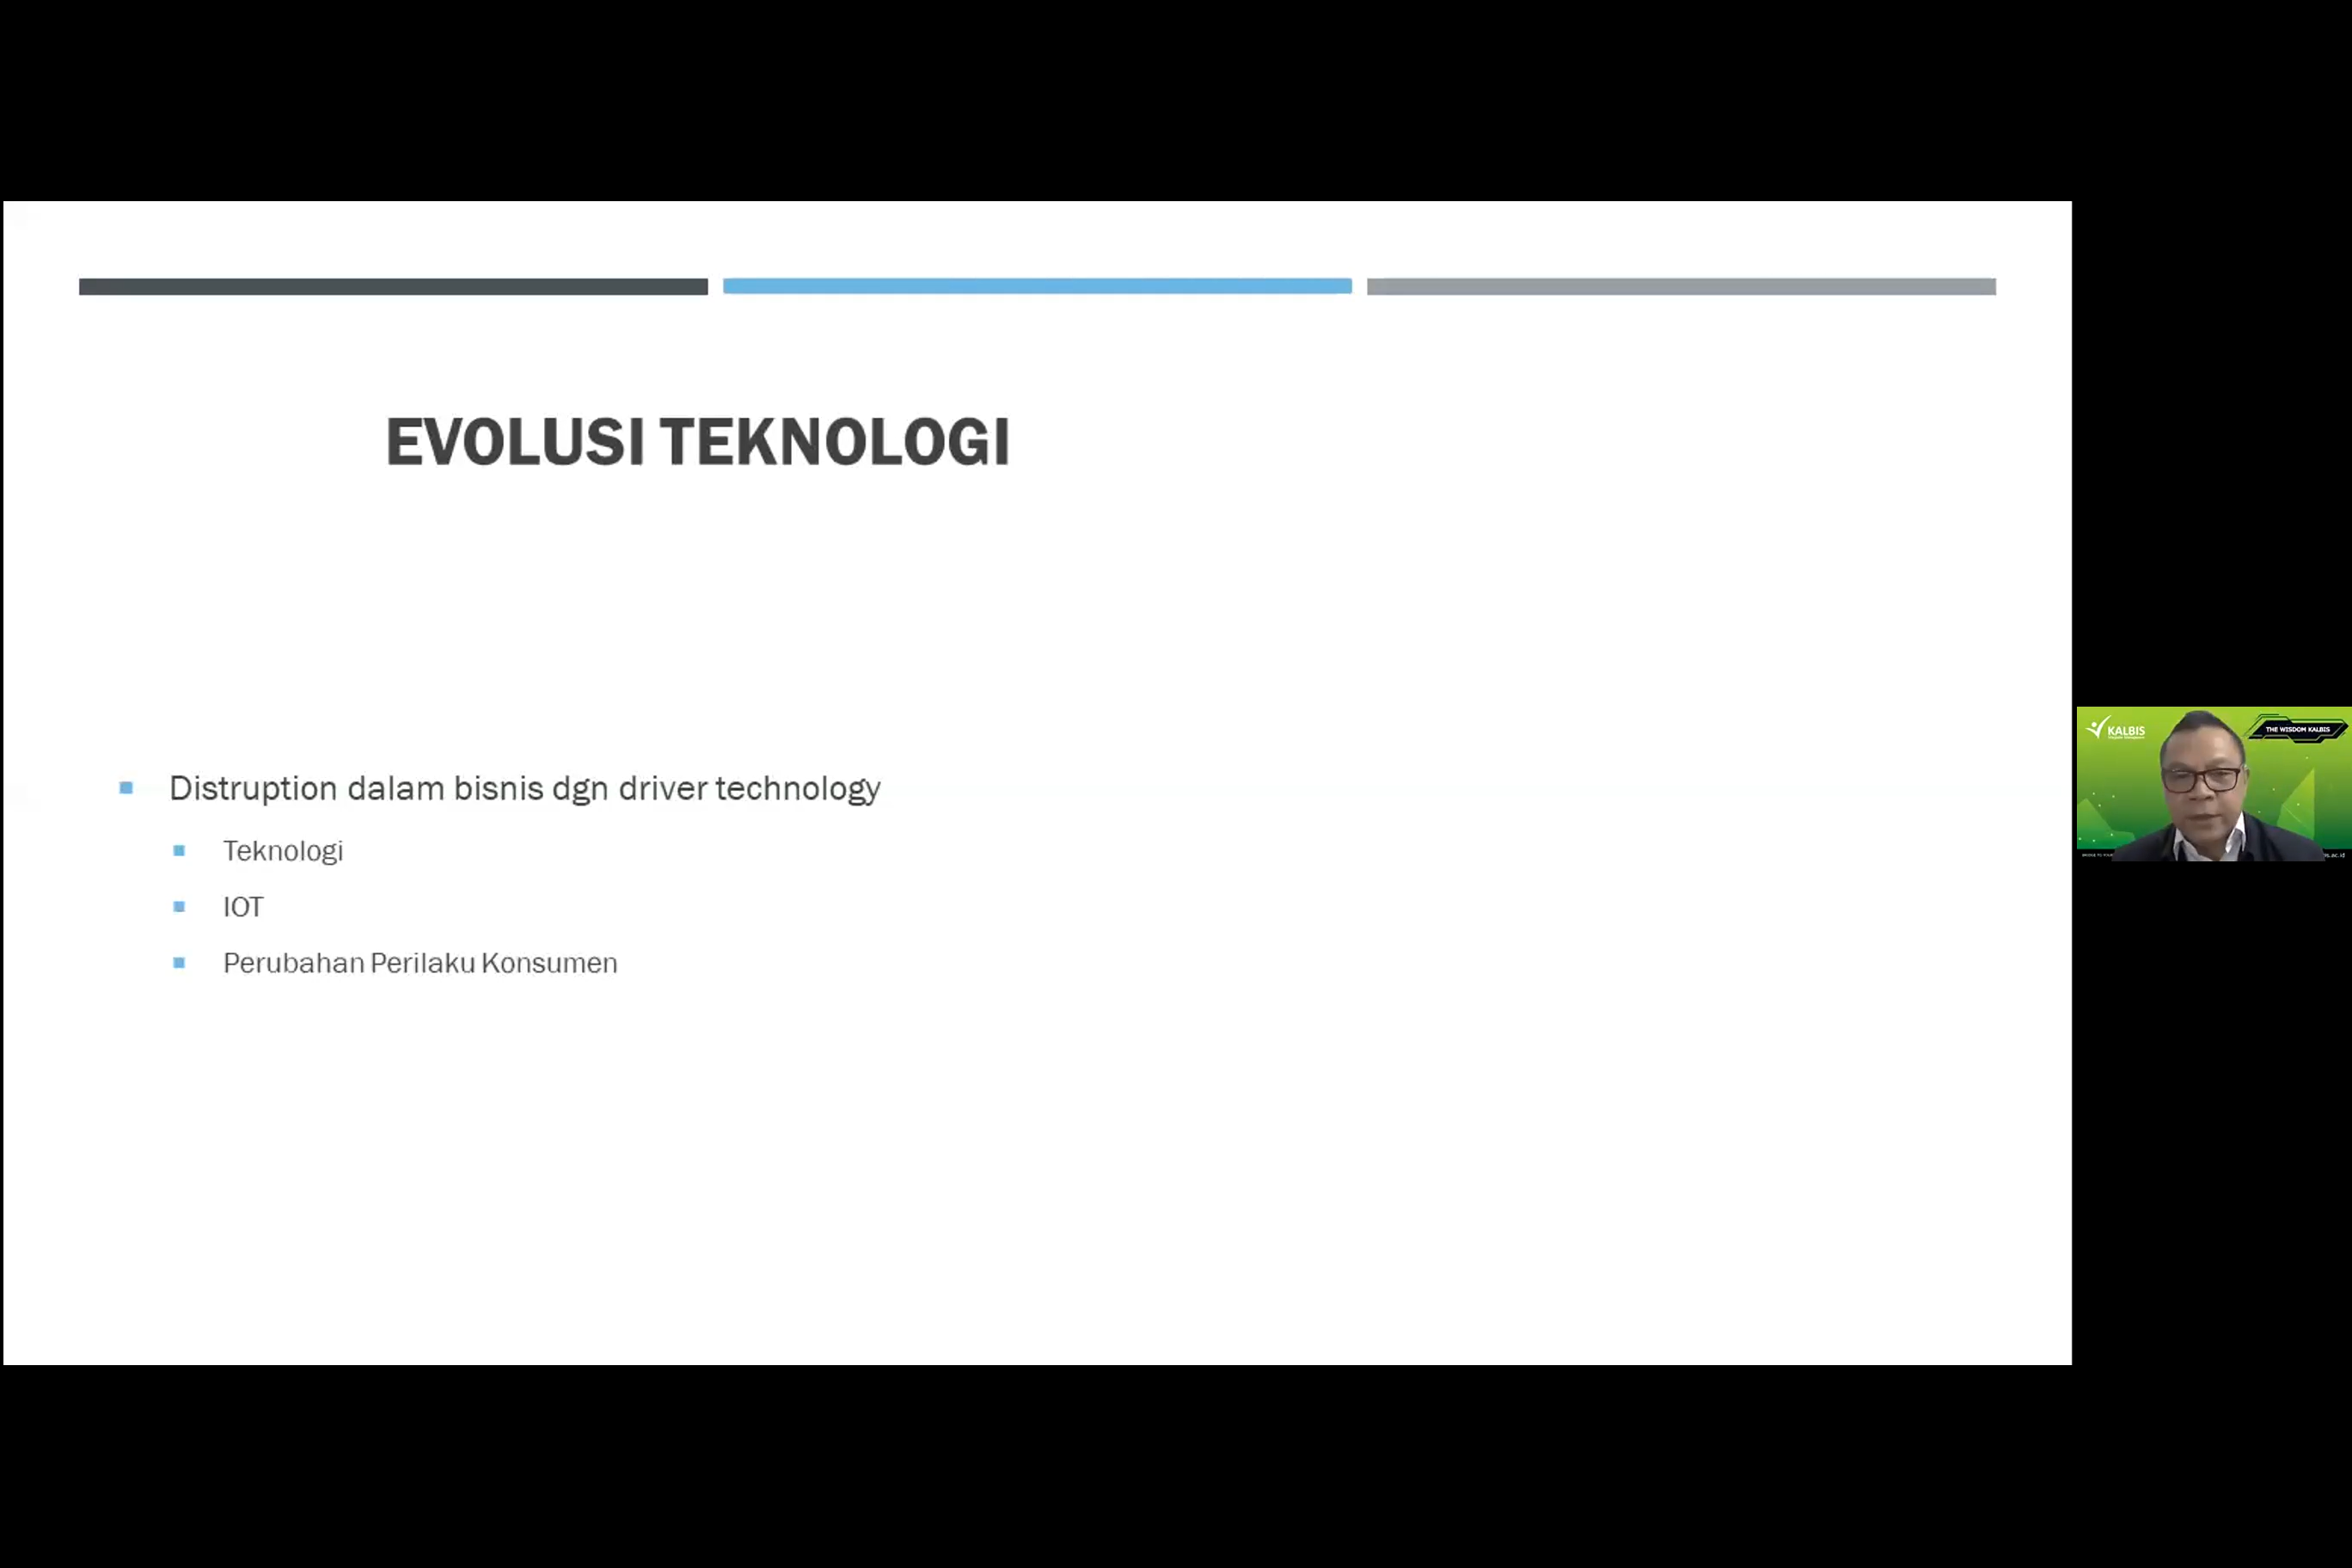 EVOLUSI TEKNOLOGI
Distruption dalam bisnis dgn driver technology
Teknologi
IOT
Perubahan Perilaku Konsumen
KALBIS
THE WISDOM KALBIS